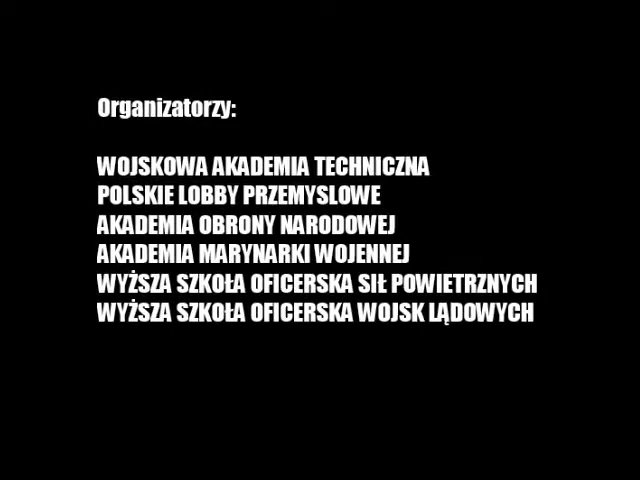 Organizatorzy:
WOJSKOWA AKADEMIA TECHNICZNA
POLSKIE LOBBY PRZEMYSLOWE
AKADEMIA OBRONY NARODOWEJ
AKADEMIA MARYNARKI WOJENNEJ
WYŻSZA SZKOŁA OFICERSKA SIŁ POWIETRZNYCH
WYŻSZA SZKOŁA OFICERSKA WOJSK LĄDOWYCH